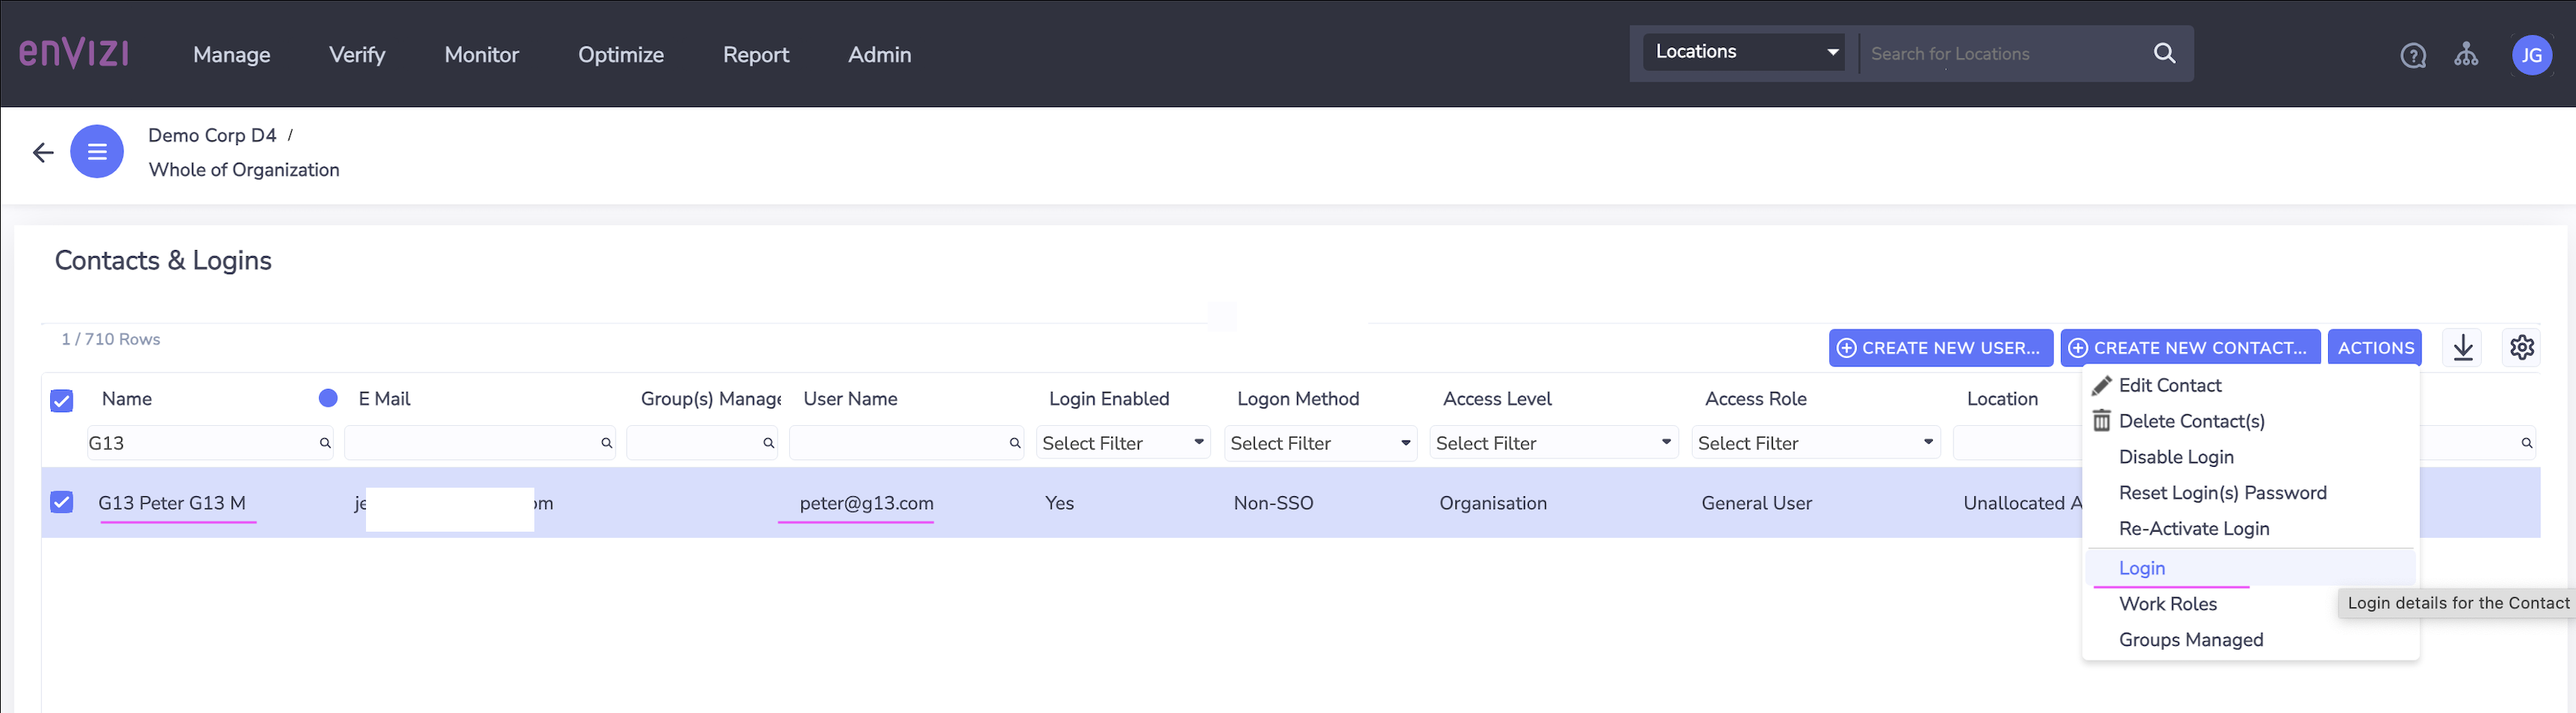 enVIZI
Manage Verify Monitor Optimize Report Admin
Locations
Search for Locations
JG
Demo Corp D4 /
Whole of Organization
Contacts & Logins
1 / 710 Rows
CREATE NEW USER...
CREATE NEW CONTACT...
ACTIONS
Name E Mail Group(s) Manage User Name Login Enabled Logon Method Access Level Access Role Location
G13
Select Filter Select Filter Select Filter Select Filter
G13 Peter G13 M je om peter@g13.com Yes Non-SSO Organisation General User Unallocated A
Edit Contact
Delete Contact(s)
Disable Login
Reset Login(s) Password
Re-Activate Login
Login
Work Roles
Groups Managed
Login details for the Contact